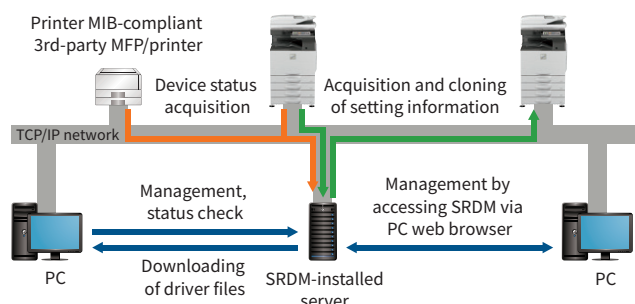 Printer MIB-compliant
3rd-party MFP/printer
Device status
acquisition
Acquisition and cloning
of setting information
TCP/IP network
Management,
status check
Management by
accessing SRDM via
PC web browser
Downloading
of driver files
PC
SRDM-installed
server
PC